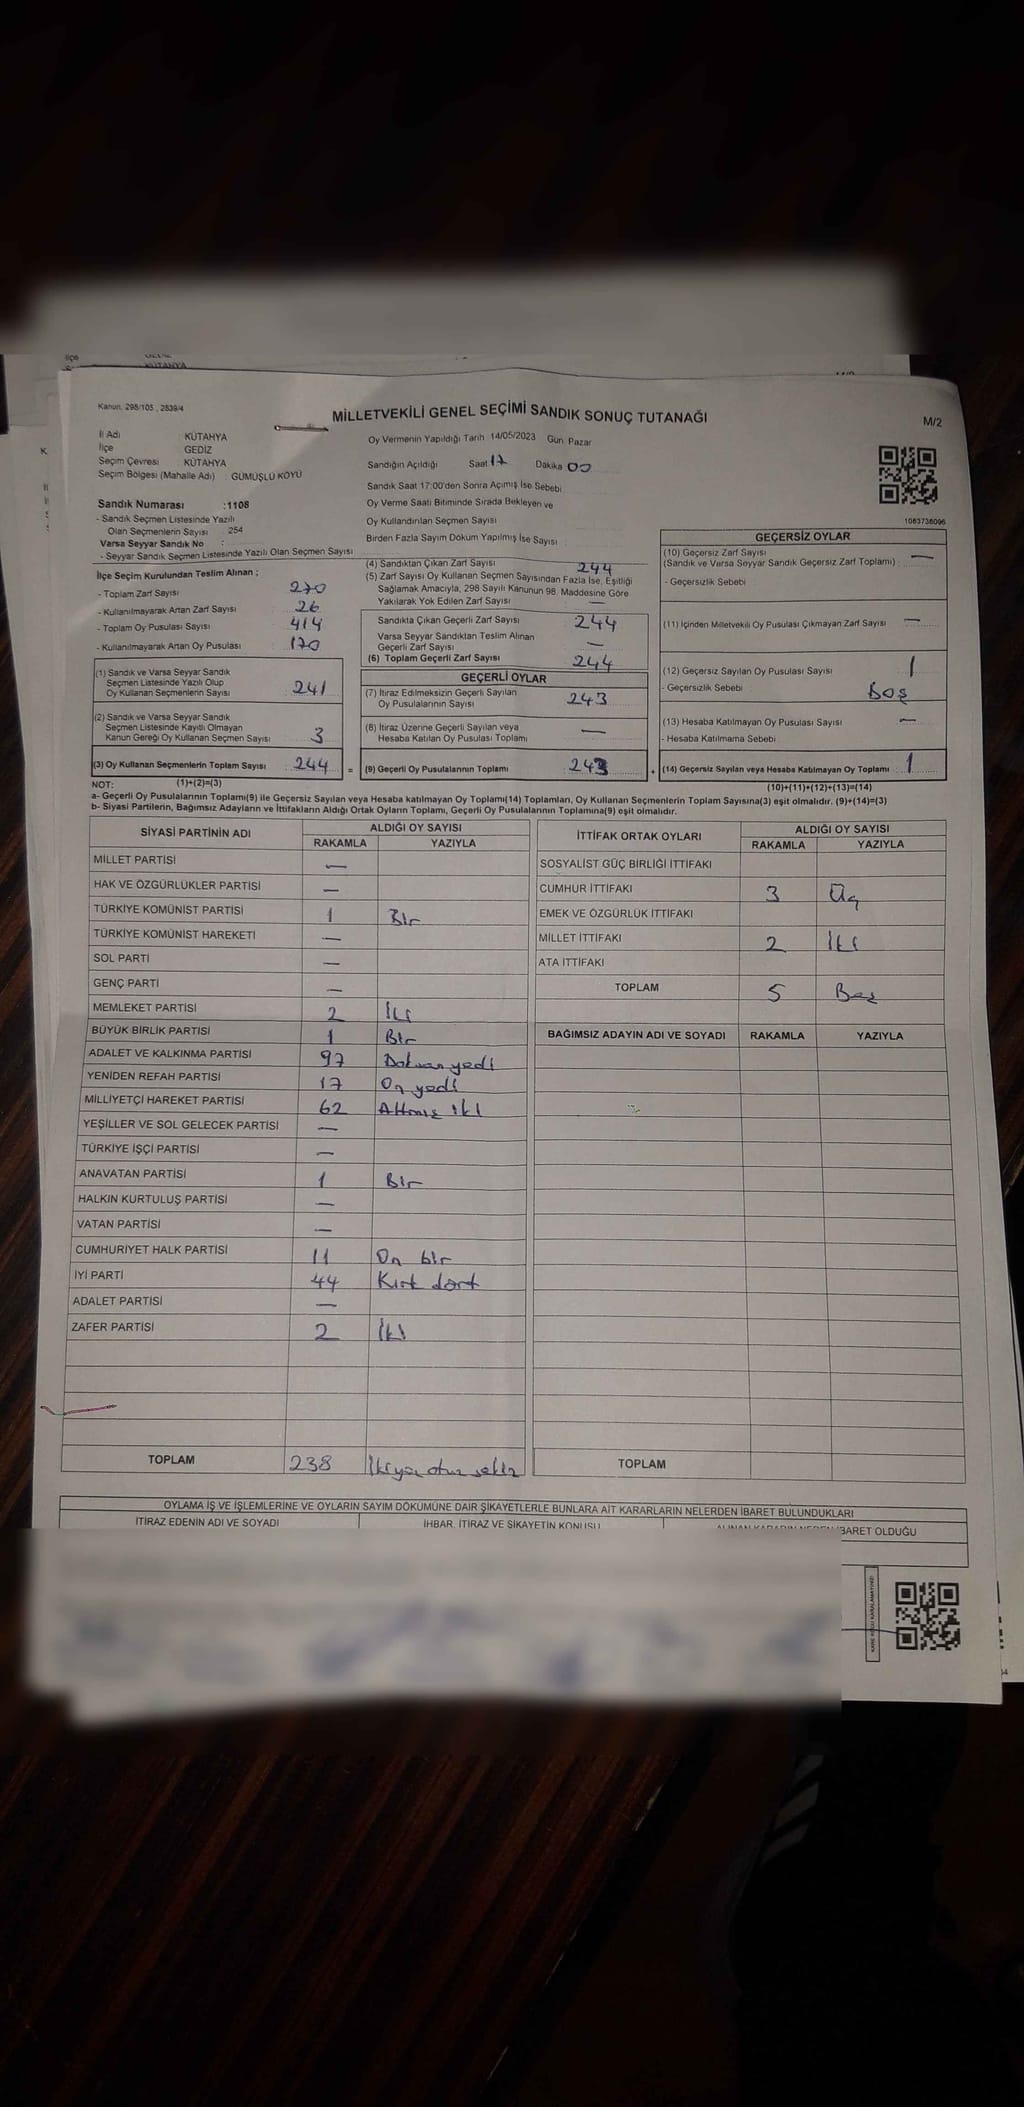 İlçe
KÜTAHYA
Kanun. 298/105 , 2839/4
MİLLETVEKİLİ GENEL SEÇİMİ SANDIK SONUÇ TUTANAĞI
M/2
İl Adı KÜTAHYA
İlçe GEDİZ
Seçim Çevresi KÜTAHYA
Seçim Bölgesi (Mahalle Adı) : GÜMÜŞLÜ KÖYÜ
Sandık Numarası :1108
- Sandık Seçmen Listesinde Yazılı
Olan Seçmenlerin Sayısı 254
Varsa Seyyar Sandık No :
- Seyyar Sandık Seçmen Listesinde Yazılı Olan Seçmen Sayısı
Oy Vermenin Yapıldığı Tarih 14/05/2023 Gün Pazar
Sandığın Açıldığı Saat 17 Dakika 00
Sandık Saat 17:00'den Sonra Açımış İse Sebebi
Oy Verme Saati Bitiminde Sırada Bekleyen ve
Oy Kullandırılan Seçmen Sayısı
Birden Fazla Sayım Döküm Yapılmış İse Sayısı :
1083738096
İlçe Seçim Kurulundan Teslim Alınan ;
- Toplam Zarf Sayısı 270
- Kullanılmayarak Artan Zarf Sayısı 26
- Toplam Oy Pusulası Sayısı 414
- Kullanılmayarak Artan Oy Pusulası 170
(1) Sandık ve Varsa Seyyar Sandık
Seçmen Listesinde Yazılı Olup
Oy Kullanan Seçmenlerin Sayısı 241
(2) Sandık ve Varsa Seyyar Sandık
Seçmen Listesinde Kayıtlı Olmayan
Kanun Gereği Oy Kullanan Seçmen Sayısı 3
(3) Oy Kullanan Seçmenlerin Toplam Sayısı 244 =
(4) Sandıktan Çıkan Zarf Sayısı 244
(5) Zarf Sayısı Oy Kullanan Seçmen Sayısından Fazla İse, Eşitliği
Sağlamak Amacıyla, 298 Sayılı Kanunun 98. Maddesine Göre
Yakılarak Yok Edilen Zarf Sayısı —
Sandıkta Çıkan Geçerli Zarf Sayısı 244
Varsa Seyyar Sandıktan Teslim Alınan
Geçerli Zarf Sayısı —
(6) Toplam Geçerli Zarf Sayısı 244
GEÇERLİ OYLAR
(7) İtiraz Edilmeksizin Geçerli Sayılan
Oy Pusulalarının Sayısı 243
(8) İtiraz Üzerine Geçerli Sayılan veya
Hesaba Katılan Oy Pusulası Toplamı —
(9) Geçerli Oy Pusulalarının Toplamı 243 +
GEÇERSİZ OYLAR
(10) Geçersiz Zarf Sayısı —
(Sandık ve Varsa Seyyar Sandık Geçersiz Zarf Toplamı) :
- Geçersizlik Sebebi
(11) İçinden Milletvekili Oy Pusulası Çıkmayan Zarf Sayısı —
(12) Geçersiz Sayılan Oy Pusulası Sayısı 1
- Geçersizlik Sebebi Boş
(13) Hesaba Katılmayan Oy Pusulası Sayısı —
- Hesaba Katılmama Sebebi
(14) Geçersiz Sayılan veya Hesaba Katılmayan Oy Toplamı 1
NOT: (1)+(2)=(3) (10)+(11)+(12)+(13)=(14)
a- Geçerli Oy Pusulasının Toplamı(9) ile Geçersiz Sayılan veya Hesaba katılmayan Oy Toplamı(14) Toplamları, Oy Kullanan Seçmenlerin Toplam Sayısına(3) eşit olmalıdır. (9)+(14)=(3)
b- Siyasi Partilerin, Bağımsız Adayların ve İttifakların Aldığı Ortak Oyların Toplamı, Geçerli Oy Pusulalarının Toplamına(9) eşit olmalıdır.
SİYASİ PARTİNİN ADI ALDIĞI OY SAYISI
RAKAMLA YAZIYLA
MİLLET PARTİSİ —
HAK VE ÖZGÜRLÜKLER PARTİSİ —
TÜRKİYE KOMÜNİST PARTİSİ 1 Bir
TÜRKİYE KOMÜNİST HAREKETİ —
SOL PARTİ —
GENÇ PARTİ —
MEMLEKET PARTİSİ 2 İki
BÜYÜK BİRLİK PARTİSİ 1 Bir
ADALET VE KALKINMA PARTİSİ 97 Doksan yedi
YENİDEN REFAH PARTİSİ 17 On yedi
MİLLİYETÇİ HAREKET PARTİSİ 62 Altmış iki
YEŞİLLER VE SOL GELECEK PARTİSİ —
TÜRKİYE İŞÇİ PARTİSİ —
ANAVATAN PARTİSİ 1 Bir
HALKIN KURTULUŞ PARTİSİ —
VATAN PARTİSİ —
CUMHURİYET HALK PARTİSİ 11 On bir
İYİ PARTİ 44 Kırk dört
ADALET PARTİSİ —
ZAFER PARTİSİ 2 İki
TOPLAM 238 İkiyüz otuz sekiz
İTTİFAK ORTAK OYLARI ALDIĞI OY SAYISI
RAKAMLA YAZIYLA
SOSYALİST GÜÇ BİRLİĞİ İTTİFAKI
CUMHUR İTTİFAKI 3 Üç
EMEK VE ÖZGÜRLÜK İTTİFAKI
MİLLET İTTİFAKI 2 İki
ATA İTTİFAKI
TOPLAM 5 Beş
BAĞIMSIZ ADAYIN ADI VE SOYADI RAKAMLA YAZIYLA
TOPLAM
OYLAMA İŞ VE İŞLEMLERİNE VE OYLARIN SAYIM DÖKÜMÜNE DAİR ŞİKAYETLERLE BUNLARA AİT KARARLARIN NELERDEN İBARET BULUNDUKLARI
İTİRAZ EDENİN ADI VE SOYADI İHBAR, İTİRAZ VE ŞİKAYETİN KONUSU ALINAN KARARIN NEDEN İBARET OLDUĞU